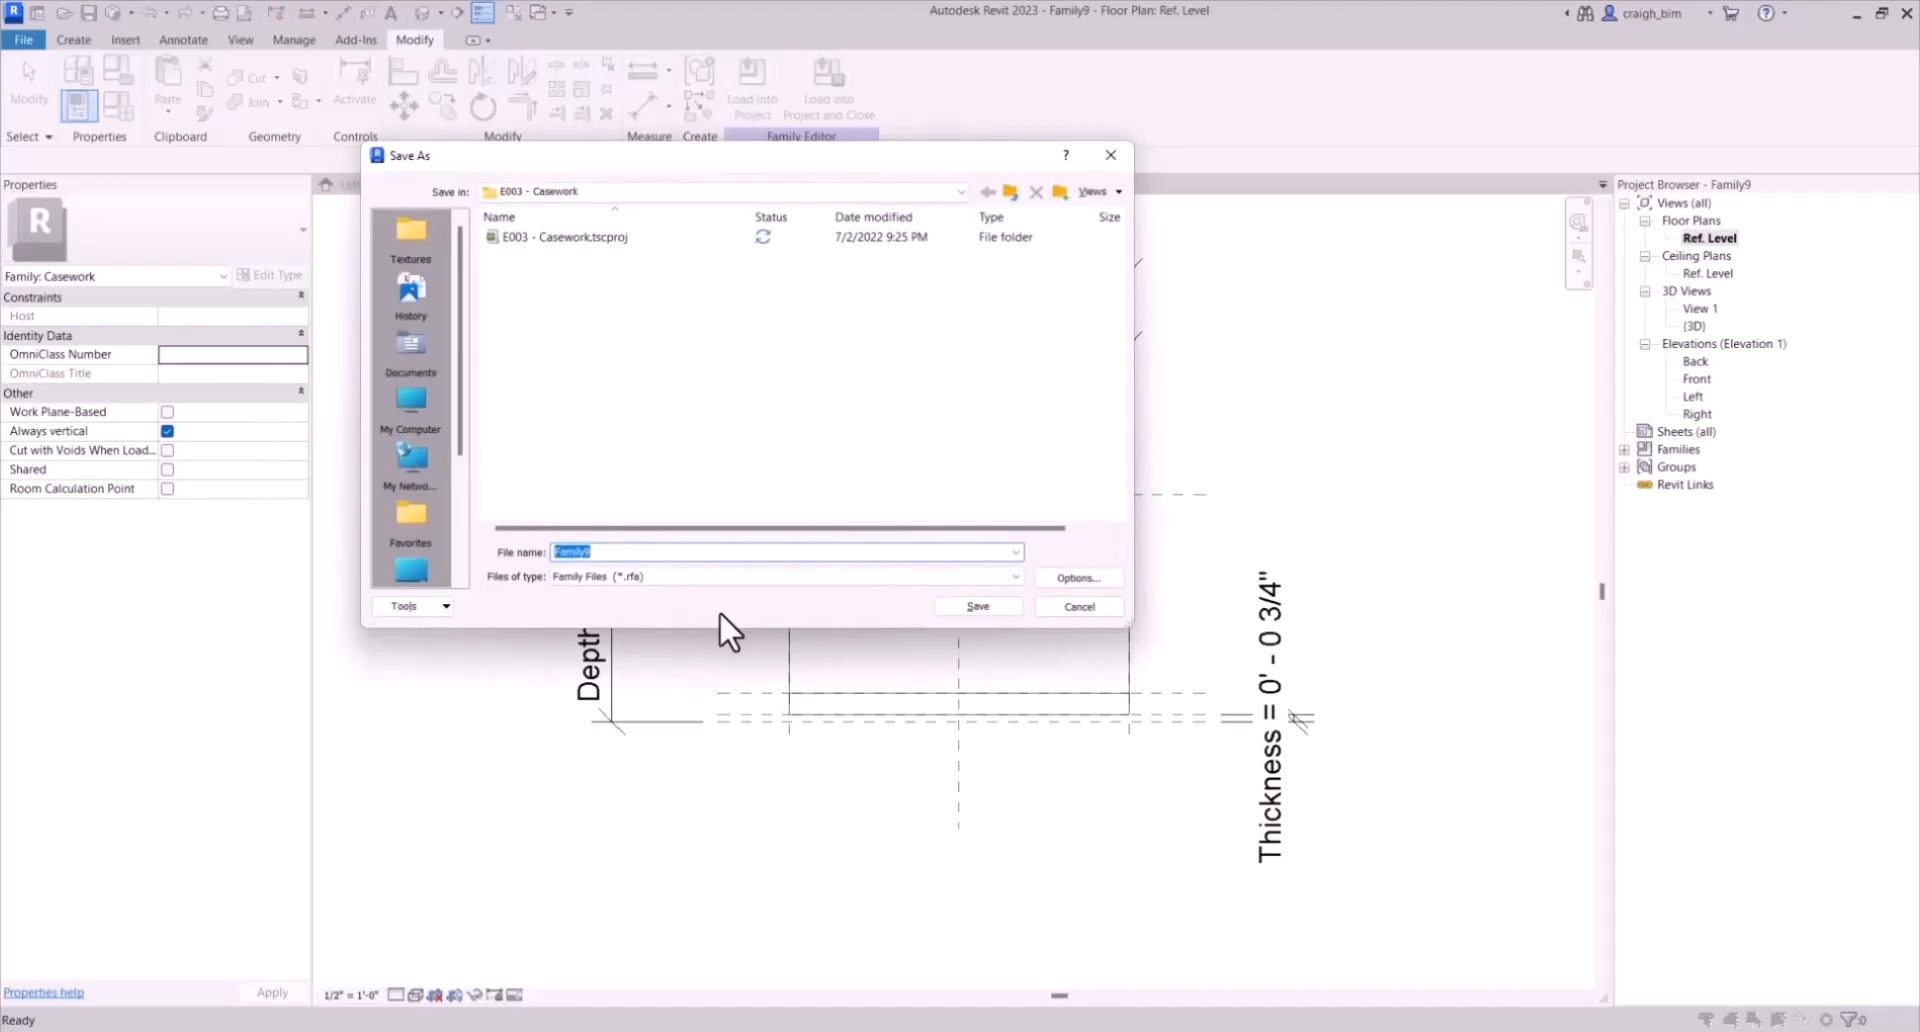 Autodesk Revit 2023 - Family9 - Floor Plan: Ref. Level
craigh_bim
File
Create
Insert
Annotate
View
Manage
Add-Ins
Modify
Modify
Paste
Cut
Join
Activate
Load into
Project
Load into
Project and Close
Select
Properties
Clipboard
Geometry
Controls
Modify
Measure
Create
Family Editor
Properties
R
Family: Casework
Edit Type
Constraints
Host
Identity Data
OmniClass Number
OmniClass Title
Other
Work Plane-Based
Always vertical
Cut with Voids When Load...
Shared
Room Calculation Point
Properties help
Apply
Save As
?
Save in:
E003 - Casework
Views
Name
Status
Date modified
Type
Size
E003 - Casework.tscproj
7/2/2022 9:25 PM
File folder
Textures
History
Documents
My Computer
My Netwo...
Favorites
File name:
Family9
Files of type:
Family Files (*.rfa)
Options...
Tools
Save
Cancel
Depth
Thickness = 0' - 0 3/4"
Project Browser - Family9
Views (all)
Floor Plans
Ref. Level
Ceiling Plans
Ref. Level
3D Views
View 1
{3D}
Elevations (Elevation 1)
Back
Front
Left
Right
Sheets (all)
Families
Groups
Revit Links
1/2" = 1'-0"
Ready
:0